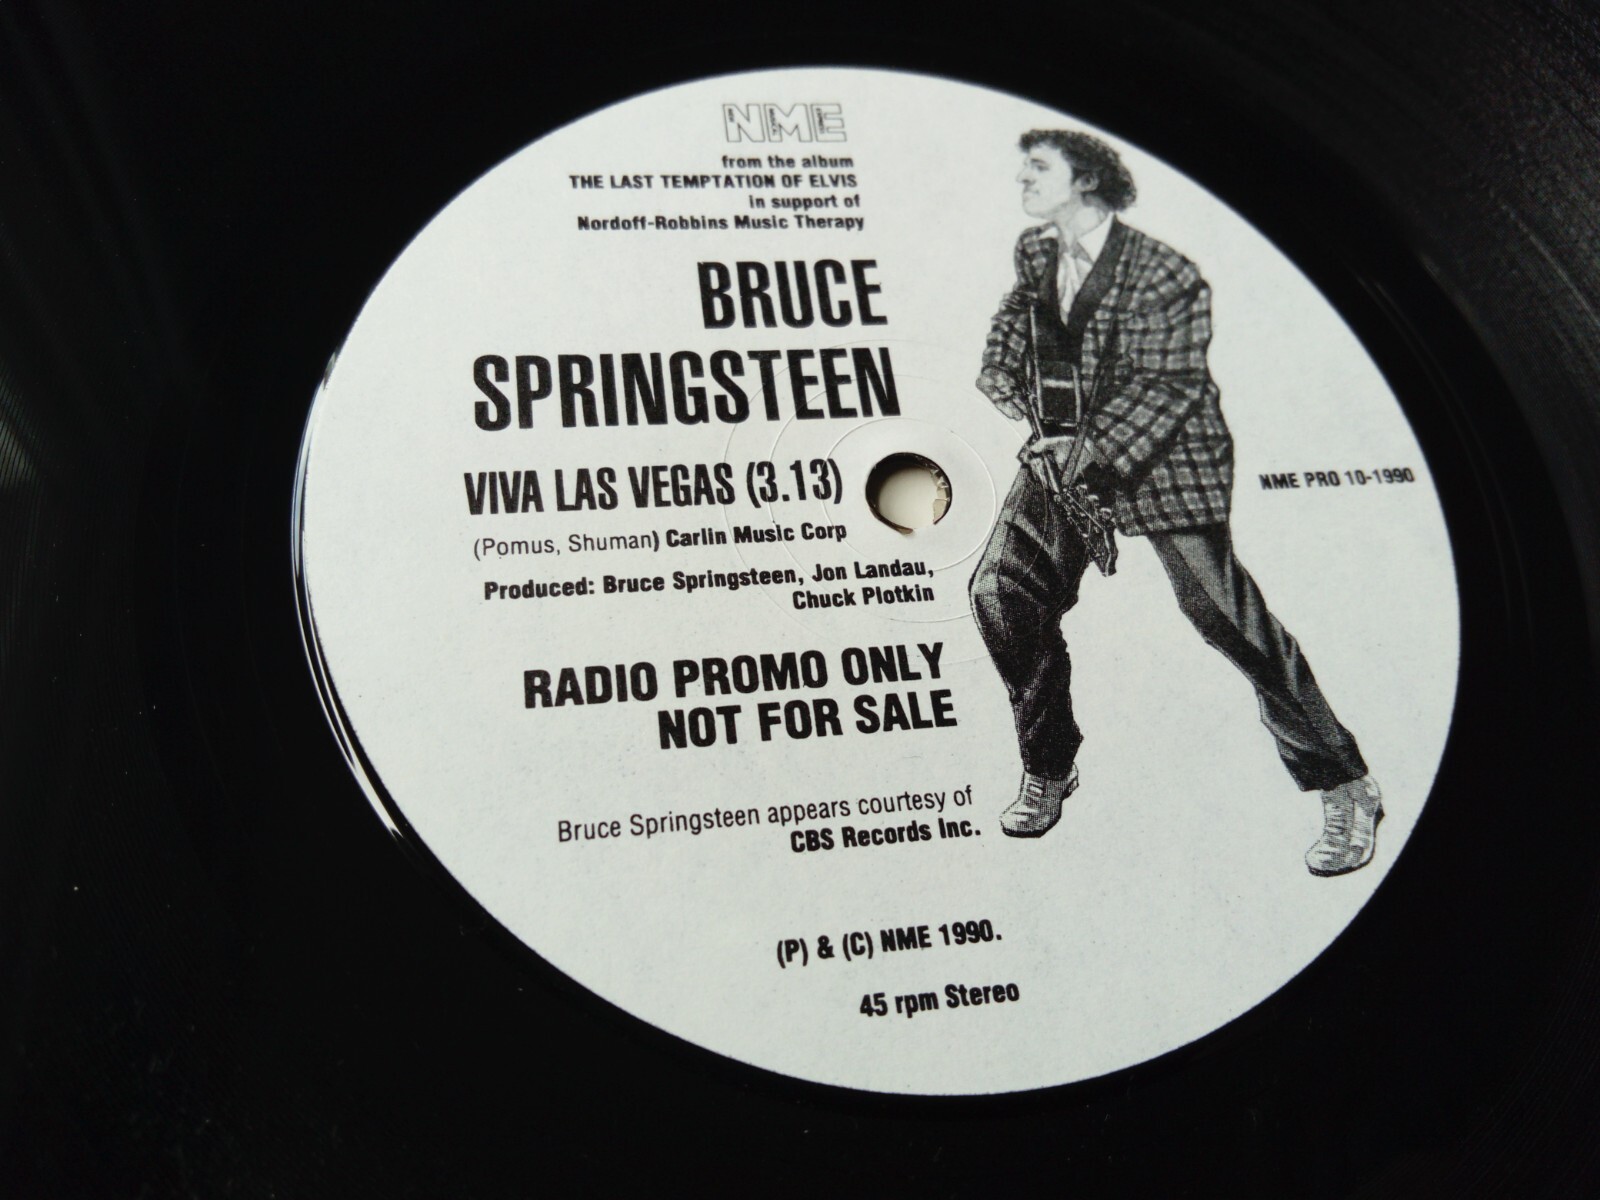 NME
from the album
THE LAST TEMPTATION OF ELVIS
in support of
Nordoff-Robbins Music Therapy
BRUCE
SPRINGSTEEN
VIVA LAS VEGAS (3.13)
(Pomus, Shuman) Carlin Music Corp
Produced: Bruce Springsteen, Jon Landau,
Chuck Plotkin
NME PRO 10-1990
RADIO PROMO ONLY
NOT FOR SALE
Bruce Springsteen appears courtesy of
CBS Records Inc.
(P) & (C) NME 1990.
45 rpm Stereo